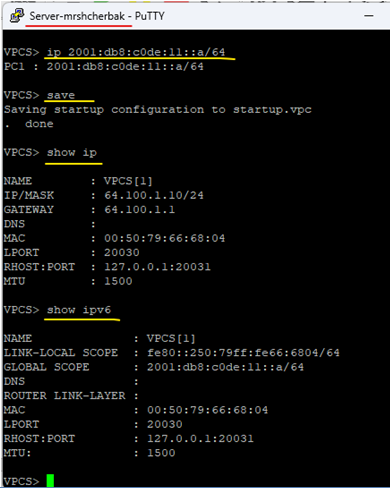 Server-mrshcherbak - PuTTY
VPCS> ip 2001:db8:c0de:11::a/64
PC1 : 2001:db8:c0de:11::a/64
VPCS> save
Saving startup configuration to startup.vpc
.  done
VPCS> show ip
NAME        : VPCS[1]
IP/MASK     : 64.100.1.10/24
GATEWAY     : 64.100.1.1
DNS         :
MAC         : 00:50:79:66:68:04
LPORT       : 20030
RHOST:PORT  : 127.0.0.1:20031
MTU         : 1500
VPCS> show ipv6
NAME              : VPCS[1]
LINK-LOCAL SCOPE  : fe80::250:79ff:fe66:6804/64
GLOBAL SCOPE      : 2001:db8:c0de:11::a/64
DNS               :
ROUTER LINK-LAYER :
MAC               : 00:50:79:66:68:04
LPORT             : 20030
RHOST:PORT        : 127.0.0.1:20031
MTU:              : 1500
VPCS>